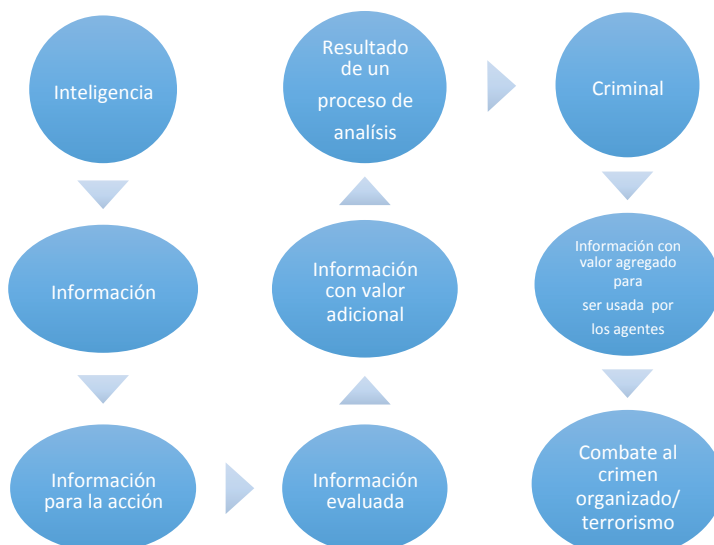 Inteligencia
Información
Información
para la acción
Información
evaluada
Información
con valor
adicional
Resultado
de un
proceso de
analísis
Criminal
Información con
valor agregado
para
ser usada por
los agentes
Combate al
crimen
organizado/
terrorismo